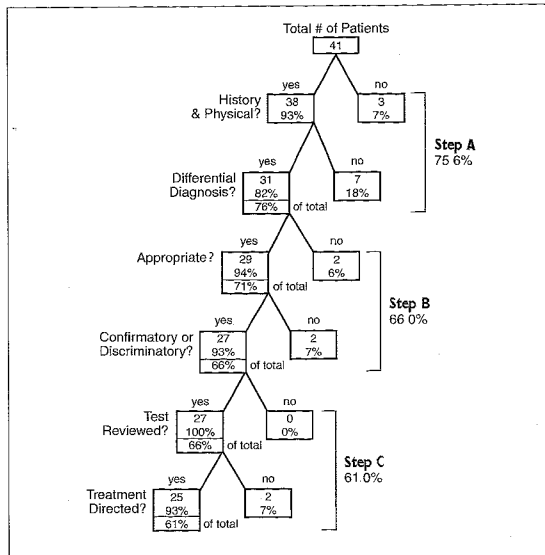 Total # of Patients
41
yes no
History
& Physical?
38
93%
3
7%
Step A
75 6%
yes no
Differential
Diagnosis?
31
82%
76% of total
7
18%
yes no
Appropriate?
29
94%
71% of total
2
6%
Step B
66 0%
yes no
Confirmatory or
Discriminatory?
27
93%
66% of total
2
7%
yes no
Test
Reviewed?
27
100%
66% of total
0
0%
Step C
61.0%
yes no
Treatment
Directed?
25
93%
61% of total
2
7%